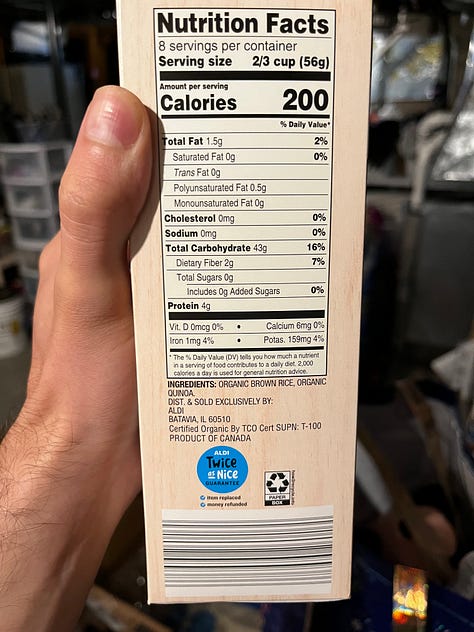 Nutrition Facts
8 servings per container
Serving size 2/3 cup (56g)
Amount per serving
Calories 200
% Daily Value*
Total Fat 1.5g 2%
Saturated Fat 0g 0%
Trans Fat 0g
Polyunsaturated Fat 0.5g
Monounsaturated Fat 0g
Cholesterol 0mg 0%
Sodium 0mg 0%
Total Carbohydrate 43g 16%
Dietary Fiber 2g 7%
Total Sugars 0g
Includes 0g Added Sugars 0%
Protein 4g
Vit. D 0mcg 0% • Calcium 6mg 0%
Iron 1mg 4% • Potas. 159mg 4%
* The % Daily Value (DV) tells you how much a nutrient
in a serving of food contributes to a daily diet. 2,000
calories a day is used for general nutrition advice.
INGREDIENTS: ORGANIC BROWN RICE, ORGANIC
QUINOA.
DIST. & SOLD EXCLUSIVELY BY:
ALDI
BATAVIA, IL 60510
Certified Organic By TCO Cert SUPN: T-100
PRODUCT OF CANADA
ALDI
Twice
as Nice
GUARANTEE
item replaced
money refunded
PAPER
BOX